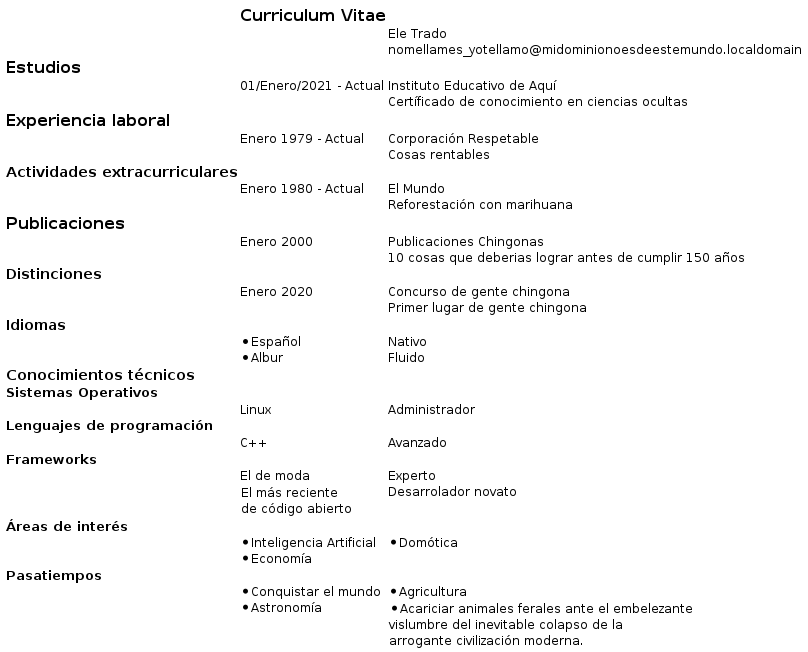 Curriculum Vitae
Ele Trado
nomellames_yotellamo@midominionoesdeestemundo.localdomain
Estudios
01/Enero/2021 - Actual Instituto Educativo de Aquí
Certíficado de conocimiento en ciencias ocultas
Experiencia laboral
Enero 1979 - Actual Corporación Respetable
Cosas rentables
Actividades extracurriculares
Enero 1980 - Actual El Mundo
Reforestación con marihuana
Publicaciones
Enero 2000 Publicaciones Chingonas
10 cosas que deberias lograr antes de cumplir 150 años
Distinciones
Enero 2020 Concurso de gente chingona
Primer lugar de gente chingona
Idiomas
•Español Nativo
•Albur Fluido
Conocimientos técnicos
Sistemas Operativos
Linux Administrador
Lenguajes de programación
C++ Avanzado
Frameworks
El de moda Experto
El más reciente Desarrolador novato
de código abierto
Áreas de interés
•Inteligencia Artificial •Domótica
•Economía
Pasatiempos
•Conquistar el mundo •Agricultura
•Astronomía •Acariciar animales ferales ante el embelezante
vislumbre del inevitable colapso de la
arrogante civilización moderna.